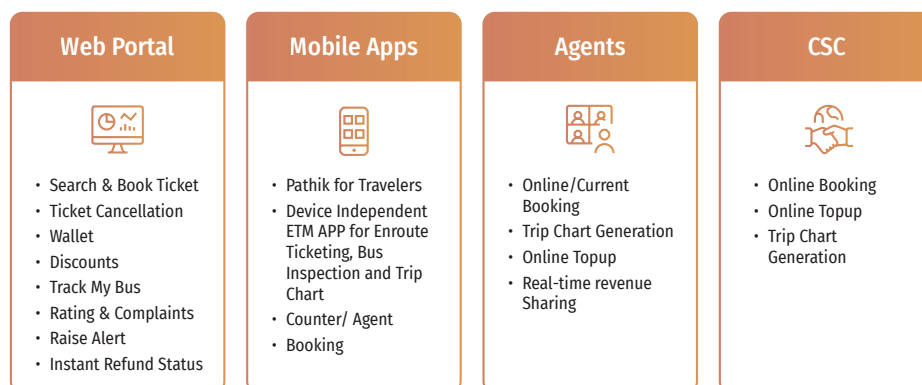 Web Portal
• Search & Book Ticket
• Ticket Cancellation
• Wallet
• Discounts
• Track My Bus
• Rating & Complaints
• Raise Alert
• Instant Refund Status
Mobile Apps
• Pathik for Travelers
• Device Independent
ETM APP for Enroute
Ticketing, Bus
Inspection and Trip
Chart
• Counter/ Agent
• Booking
Agents
• Online/Current
Booking
• Trip Chart Generation
• Online Topup
• Real-time revenue
Sharing
CSC
• Online Booking
• Online Topup
• Trip Chart
Generation